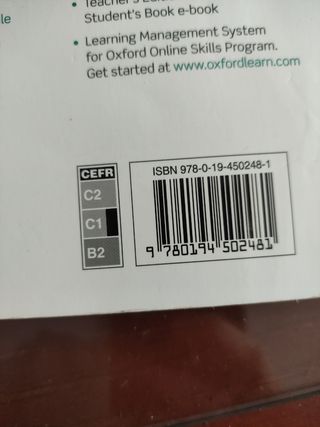 le
• Teacher's
Student's Book e-book
• Learning Management System
for Oxford Online Skills Program.
Get started at www.oxfordlearn.com
CEFR
C2
C1
B2
ISBN 978-0-19-450248-1
9 780194 502481